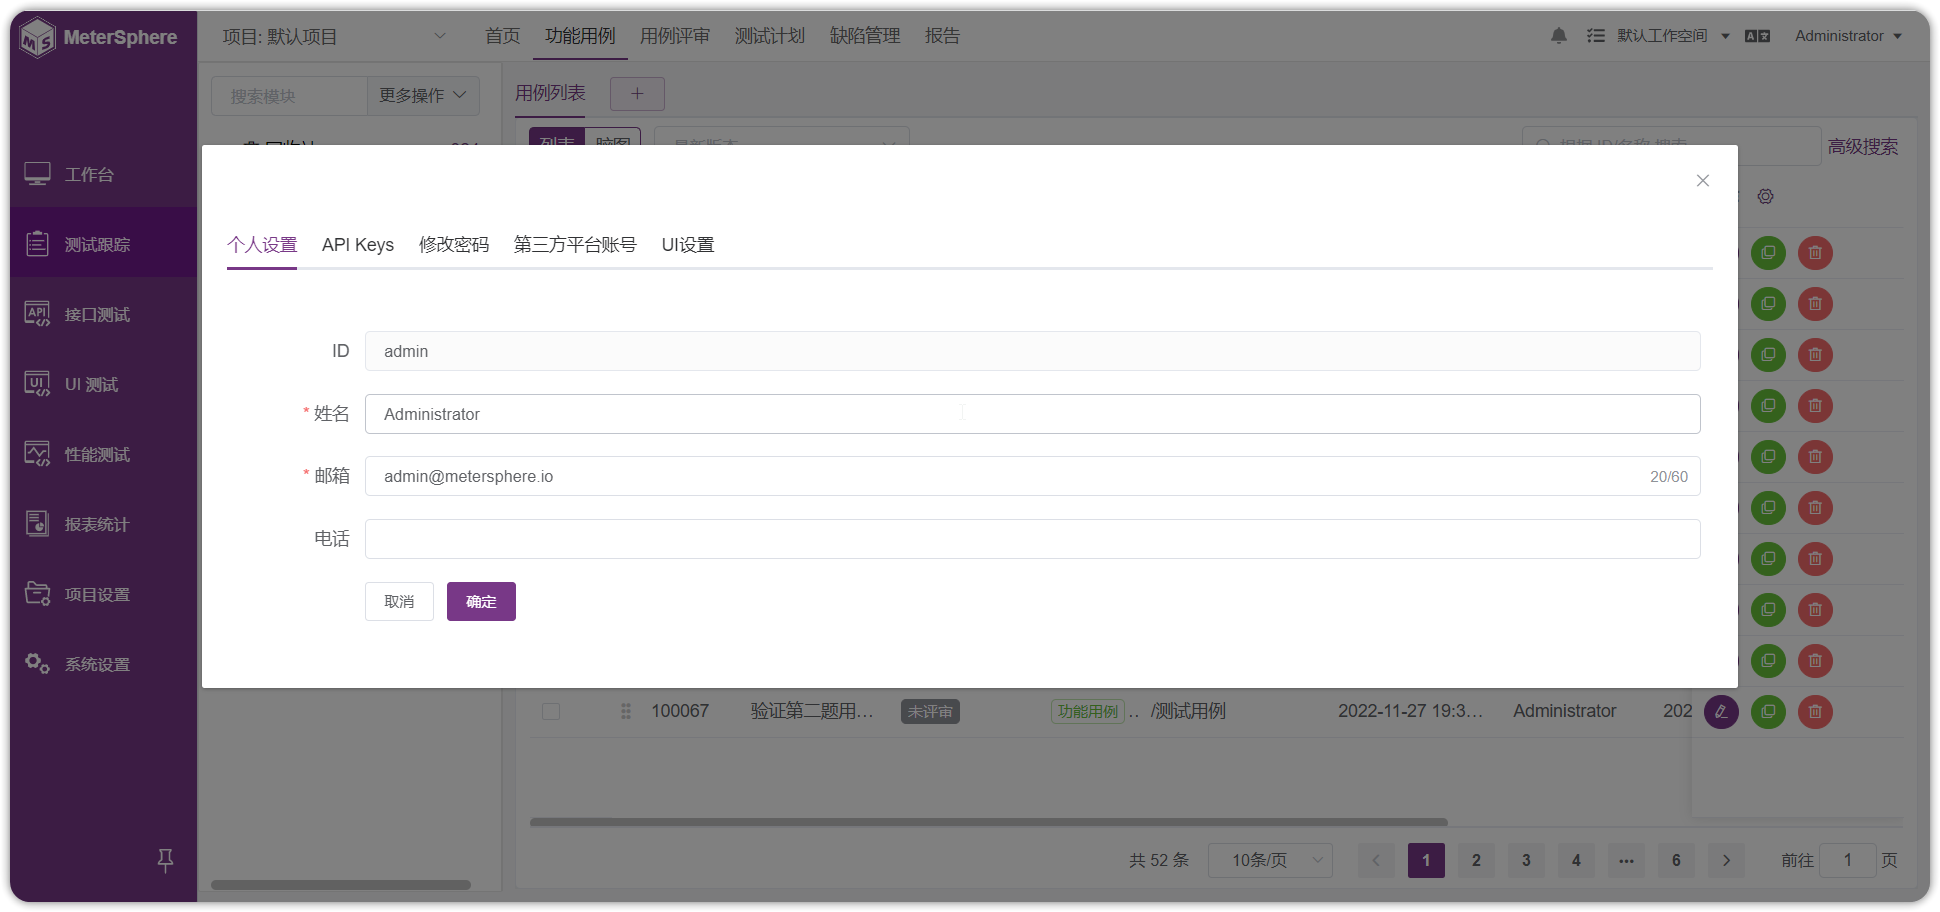 MeterSphere
项目: 默认项目
首页
功能用例
用例评审
测试计划
缺陷管理
报告
默认工作空间
Administrator
搜索模块
更多操作
用例列表
+
列表
脑图
高级搜索
工作台
测试跟踪
接口测试
UI 测试
性能测试
报表统计
项目设置
系统设置
个人设置
API Keys
修改密码
第三方平台账号
UI设置
ID
admin
* 姓名
Administrator
* 邮箱
admin@metersphere.io
20/60
电话
取消
确定
100067
验证第二题用...
未评审
功能用例
..
/测试用例
2022-11-27 19:3...
Administrator
202
共 52 条
10条/页
1
2
3
4
...
6
前往
1
页